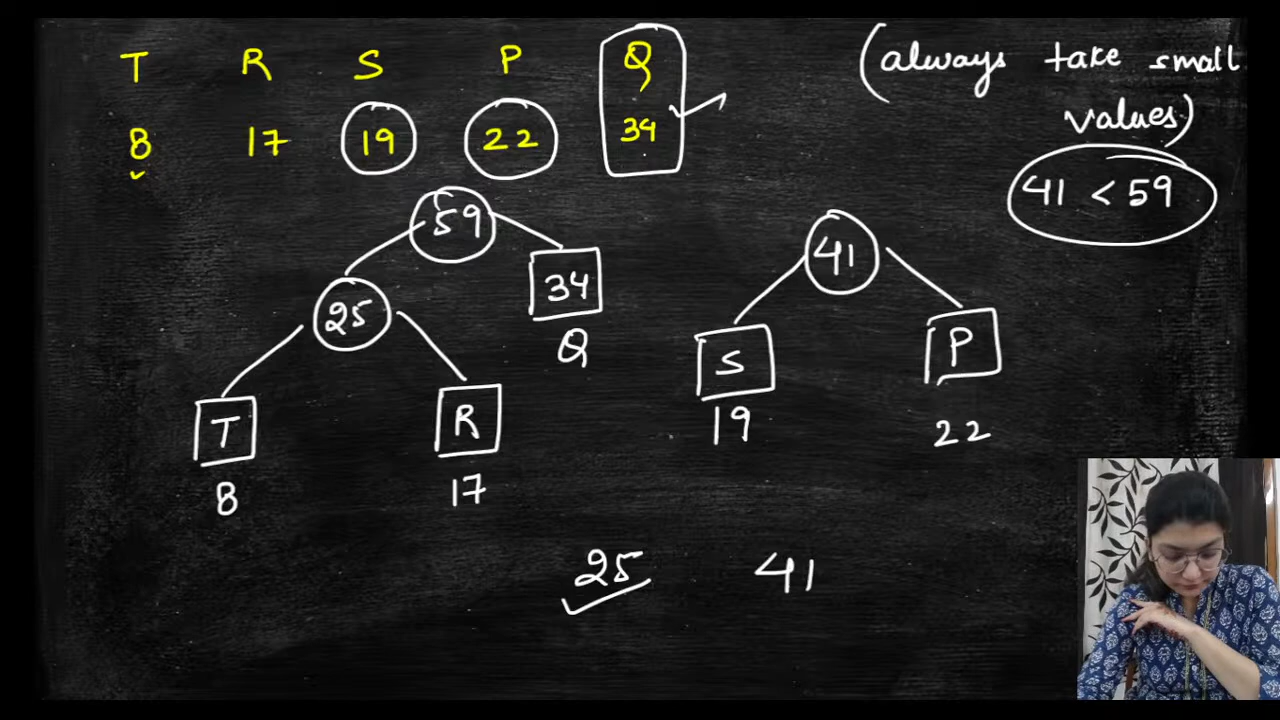 T R S P Q
8 17 19 22 34
(always take small
values)
41 < 59
59
25
34
Q
41
T
8
R
17
S
19
P
22
25 41